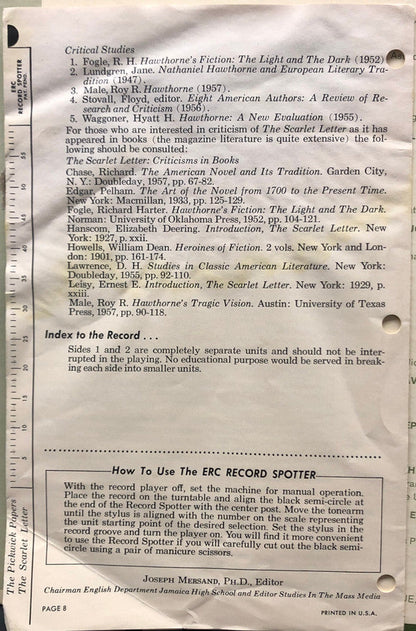 ERC
RECORD SPOTTER
PAT. PEND.
Critical Studies
1. Fogle, R. H. Hawthorne's Fiction: The Light and The Dark (1952)
2. Lundgren, Jane. Nathaniel Hawthorne and European Literary Tra-
dition (1947).
3. Male, Roy R. Hawthorne (1957).
4. Stovall, Floyd, editor. Eight American Authors: A Review of Re-
search and Criticism (1956).
5. Waggoner, Hyatt H. Hawthorne: A New Evaluation (1955).
For those who are interested in criticism of The Scarlet Letter as it has
appeared in books (the magazine literature is quite extensive) the fol-
lowing should be consulted:
The Scarlet Letter: Criticisms in Books
Chase, Richard. The American Novel and Its Tradition. Garden City,
N. Y.: Doubleday, 1957, pp. 67-82.
Edgar, Pelham. The Art of the Novel from 1700 to the Present Time.
New York: Macmillan, 1933, pp. 125-129.
Fogle, Richard Harter. Hawthorne's Fiction: The Light and the Dark.
Norman: University of Oklahoma Press, 1952, pp. 104-121.
Hanscom, Elizabeth Deering. Introduction, The Scarlet Letter. New
York: 1927, p. xxii.
Howells, William Dean. Heroines of Fiction. 2 vols. New York and Lon-
don: 1901, pp. 161-174.
Lawrence, D. H. Studies in Classic American Literature. New York:
Doubleday, 1955, pp. 92-110.
Leisy, Ernest E. Introduction, The Scarlet Letter. New York: 1929, p.
xxiii.
Male, Roy R. Hawthorne's Tragic Vision. Austin: University of Texas
Press, 1957, pp. 90-118.
Index to the Record . . .
Sides 1 and 2 are completely separate units and should not be inter-
rupted in the playing. No educational purpose would be served in break-
ing each side into smaller units.
How To Use The ERC RECORD SPOTTER
With the record player off, set the machine for manual operation.
Place the record on the turntable and align the black semi-circle at
the end of the Record Spotter with the center post. Move the tonearm
until the stylus is aligned with the number on the scale representing
the unit starting point of the desired selection. Set the stylus in the
record groove and turn the player on. You will find it more convenient
to use the Record Spotter if you will carefully cut out the black semi-
circle using a pair of manicure scissors.
The Pickwick Papers
The Scarlet Letter
JOSEPH MERSAND, PH.D., Editor
Chairman English Department Jamaica High School and Editor Studies In The Mass Media
PAGE 8
PRINTED IN U.S.A.